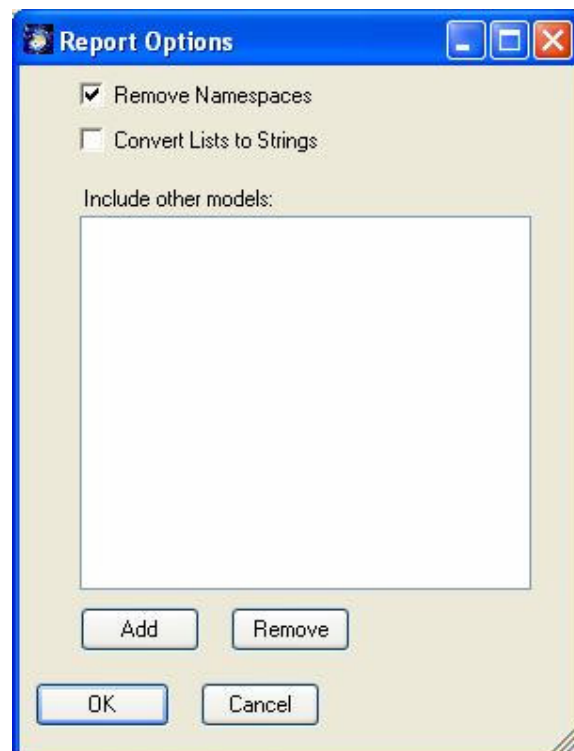 Report Options
Remove Namespaces
Convert Lists to Strings
Include other models:
Add Remove
OK Cancel